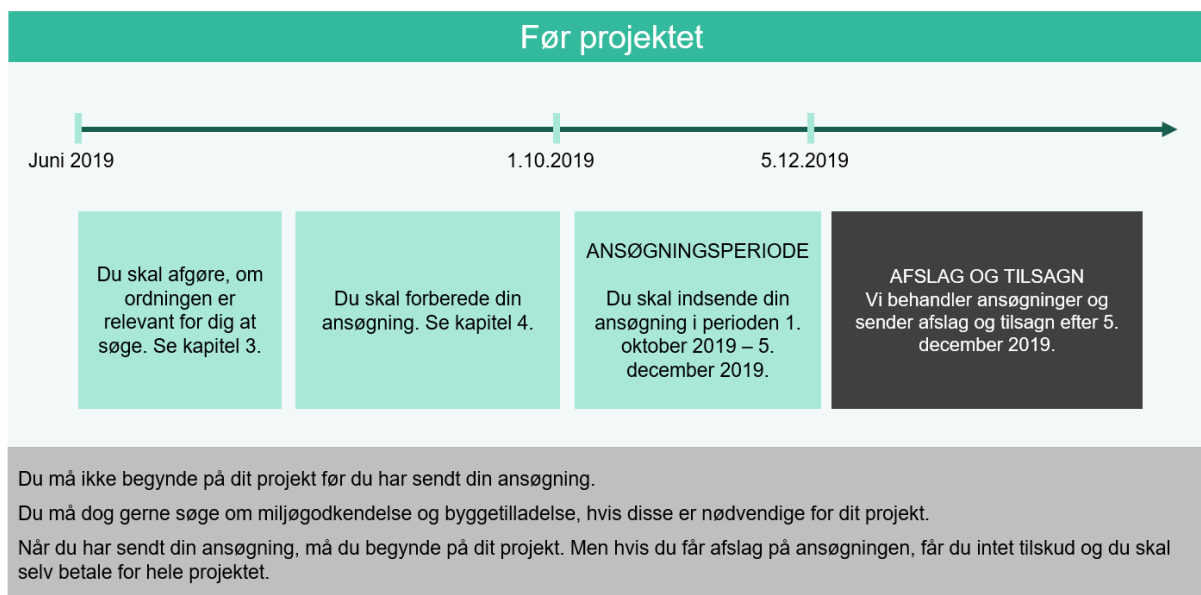 Før projektet
Juni 2019
1.10.2019
5.12.2019
Du skal afgøre, om
ordningen er
relevant for dig at
søge. Se kapitel 3.
Du skal forberede din
ansøgning. Se kapitel 4.
ANSØGNINGSPERIODE
Du skal indsende din
ansøgning i perioden 1.
oktober 2019 – 5.
december 2019.
AFSLAG OG TILSAGN
Vi behandler ansøgninger og
sender afslag og tilsagn efter 5.
december 2019.
Du må ikke begynde på dit projekt før du har sendt din ansøgning.
Du må dog gerne søge om miljøgodkendelse og byggetilladelse, hvis disse er nødvendige for dit projekt.
Når du har sendt din ansøgning, må du begynde på dit projekt. Men hvis du får afslag på ansøgningen, får du intet tilskud og du skal
selv betale for hele projektet.